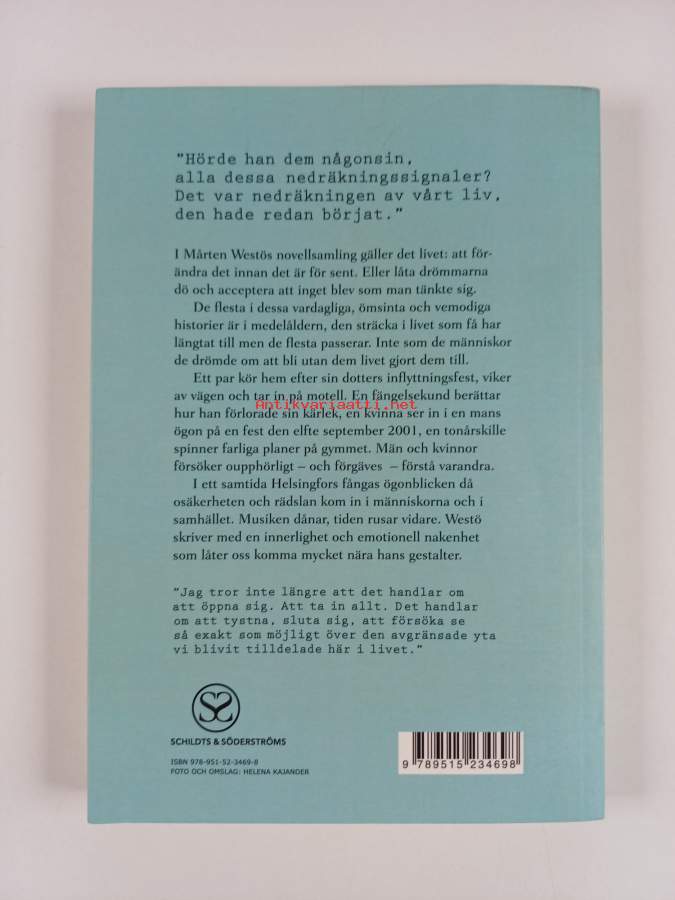 "Hörde han dem någonsin,
alla dessa nedräkningssignaler?
Det var nedräkningen av vårt liv,
den hade redan börjat."
I Mårten Westös novellsamling gäller det livet: att för-
ändra det innan det är för sent. Eller låta drömmarna
dö och acceptera att inget blev som man tänkte sig.
De flesta i dessa vardagliga, ömsinta och vemodiga
historier är i medelåldern, den sträcka i livet som få har
längtat till men de flesta passerar. Inte som de människor
de drömde om att bli utan dem livet gjort dem till.
Ett par kör hem efter sin dotters inflyttningsfest, viker
av vägen och tar in på motell. En fängelsekund berättar
Antikvariaatti.net
hur han förlorade sin kärlek, en kvinna ser in i en mans
ögon på en fest den elfte september 2001, en tonårskille
spinner farliga planer på gymmet. Män och kvinnor
försöker oupphörligt – och förgäves – förstå varandra.
I ett samtida Helsingfors fångas ögonblicken då
osäkerheten och rädslan kom in i människorna och i
samhället. Musiken dånar, tiden rusar vidare. Westö
skriver med en innerlighet och emotionell nakenhet
som låter oss komma mycket nära hans gestalter.
"Jag tror inte längre att det handlar om
att öppna sig. Att ta in allt. Det handlar
om att tystna, sluta sig, att försöka se
så exakt som möjligt över den avgränsade yta
vi blivit tilldelade här i livet."
SCHILDTS & SÖDERSTRÖMS
ISBN 978-951-52-3469-8
FOTO OCH OMSLAG: HELENA KAJANDER
9 789515 234698